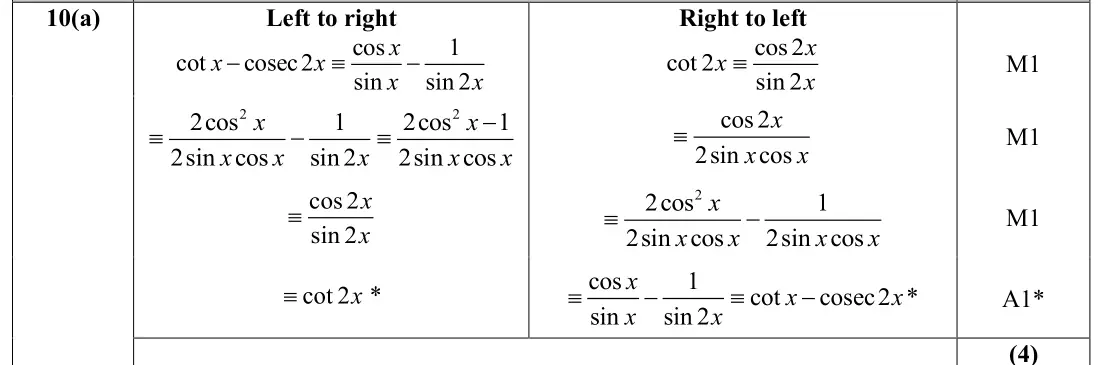 10(a) Left to right Right to left
cot x − cosec 2x ≡ cos x / sin x − 1 / sin 2x cot 2x ≡ cos 2x / sin 2x M1
≡ 2cos² x / 2 sin x cos x − 1 / sin 2x ≡ 2cos² x − 1 / 2 sin x cos x ≡ cos 2x / 2 sin x cos x M1
≡ cos 2x / sin 2x ≡ 2cos² x / 2 sin x cos x − 1 / 2 sin x cos x M1
≡ cot 2x * ≡ cos x / sin x − 1 / sin 2x ≡ cot x − cosec 2x * A1*
(4)